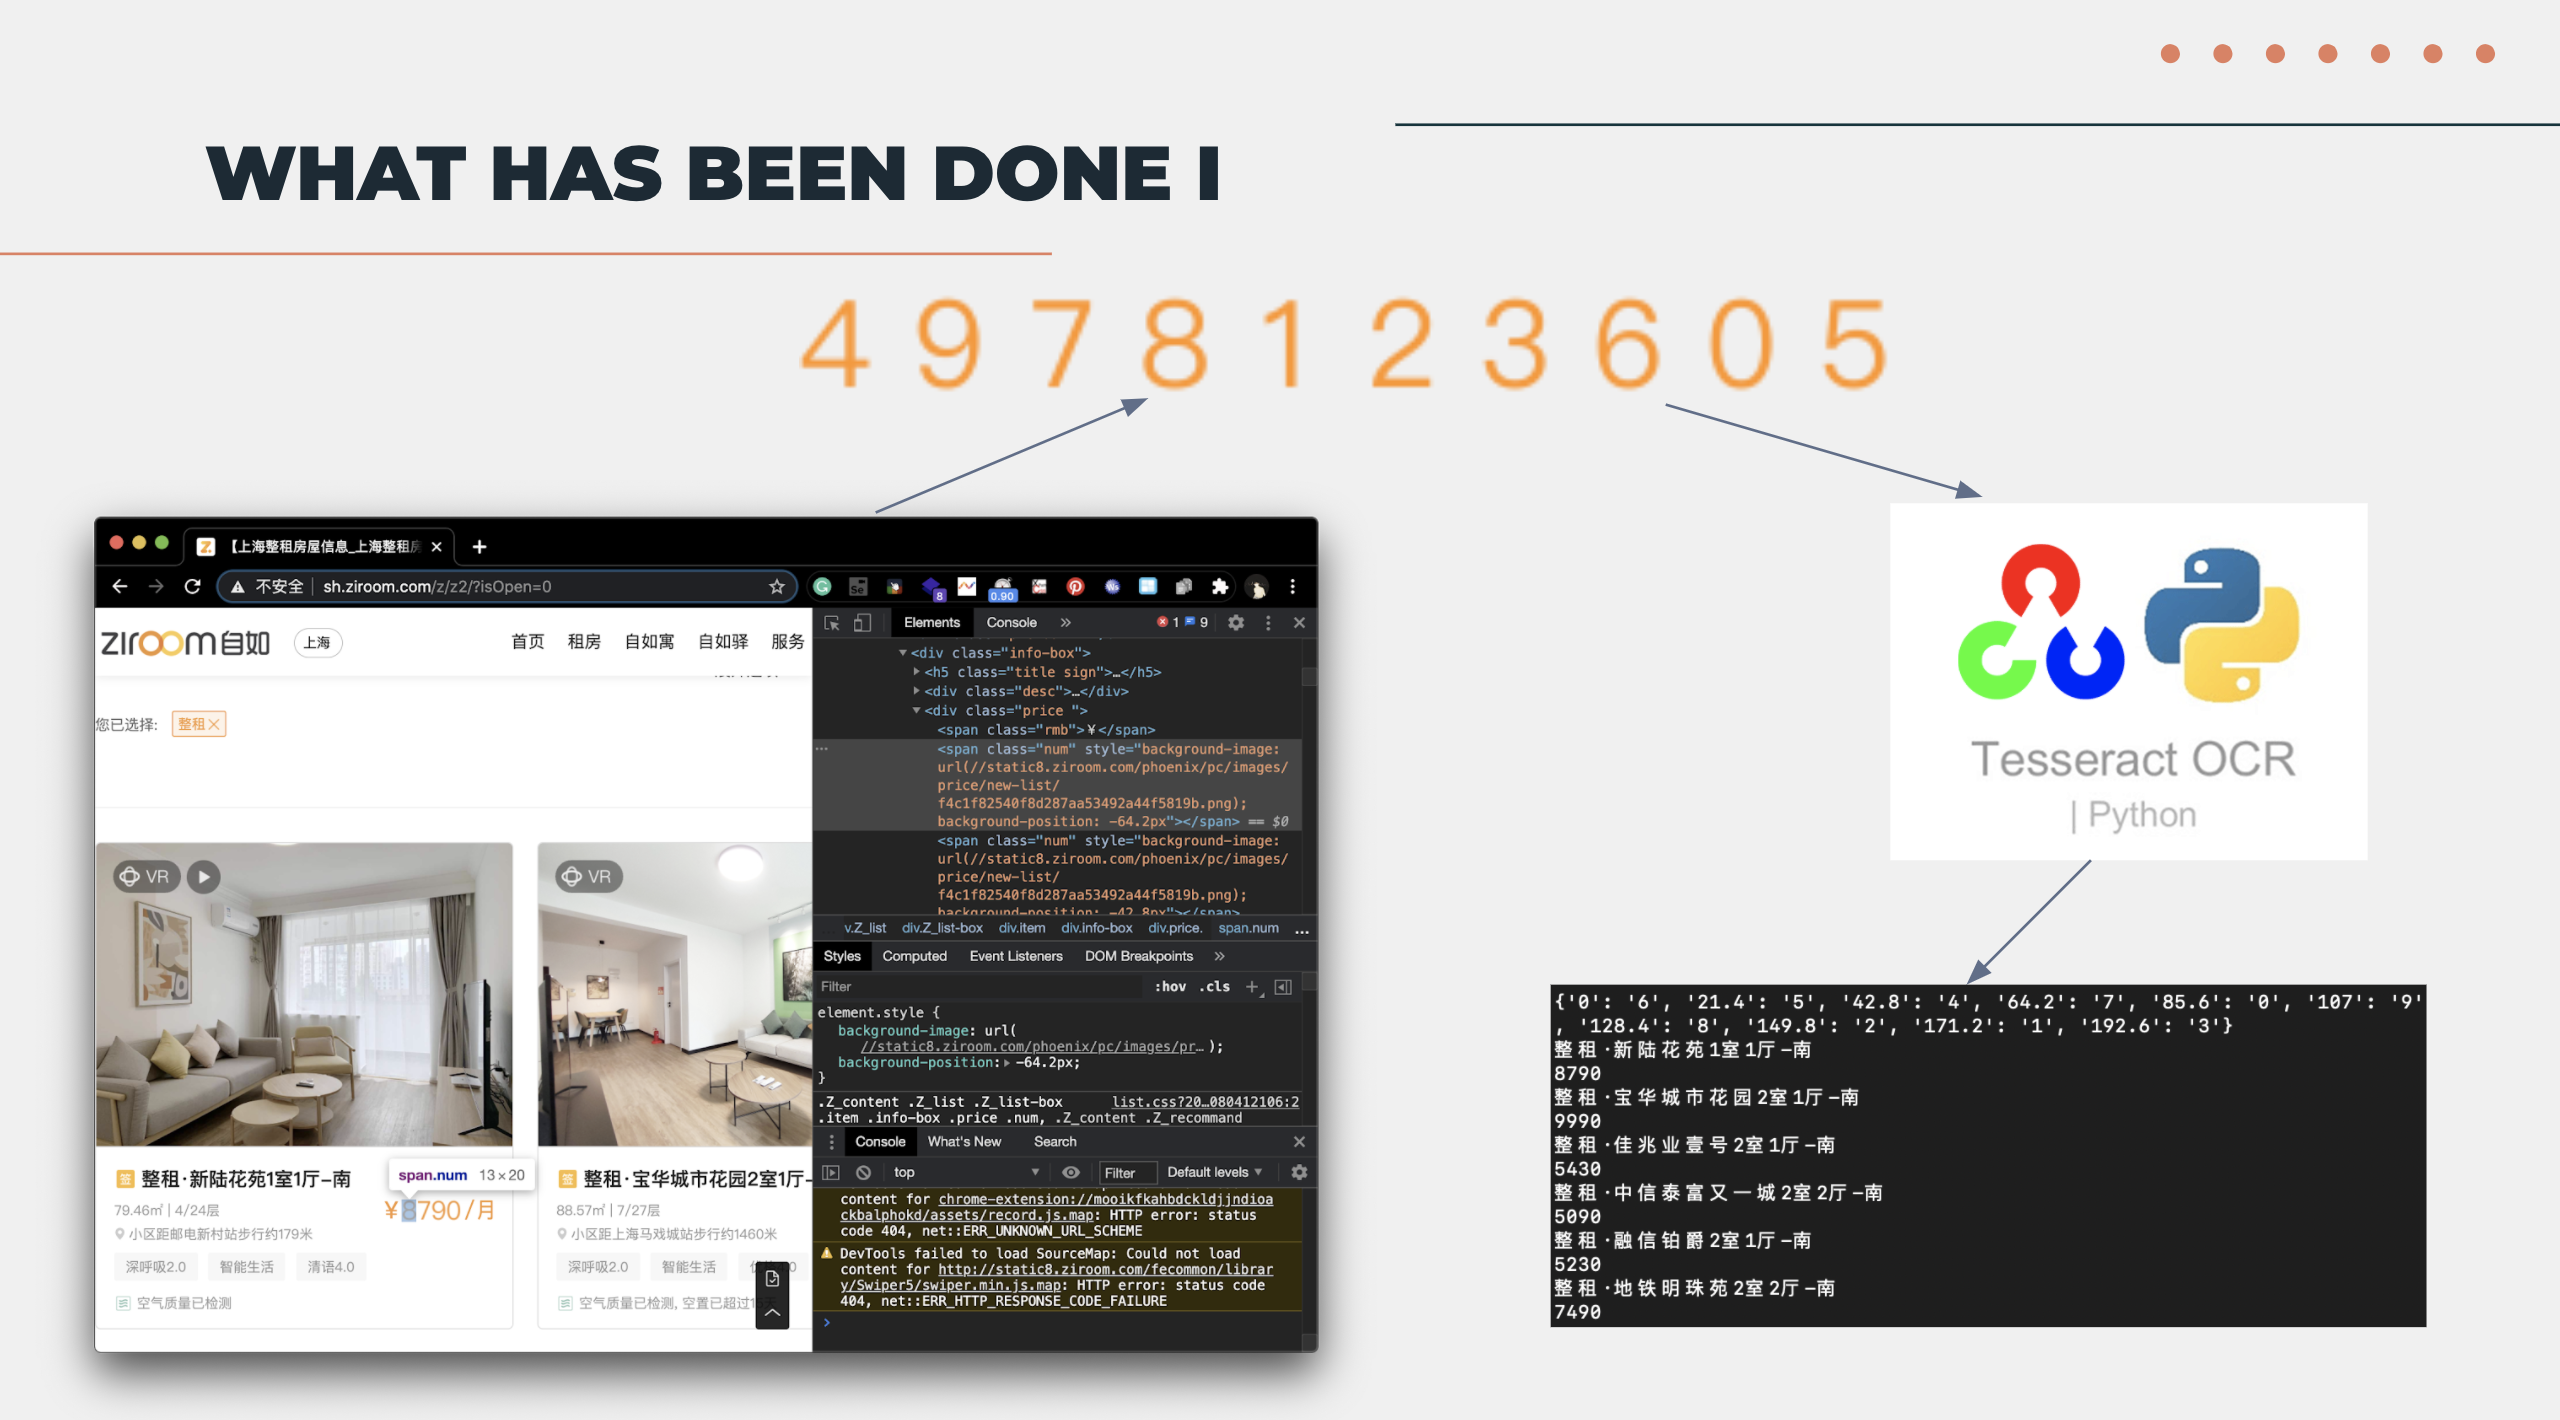 WHAT HAS BEEN DONE I
4 9 7 8 1 2 3 6 0 5
【上海整租房屋信息_上海整租房
不安全 sh.ziroom.com/z/z2/?isOpen=0
8
0.90
ziroom自如 上海 首页 租房 自如寓 自如驿 服务
您已选择: 整租
VR
VR
签 整租·新陆花苑1室1厅-南
79.46㎡ | 4/24层
小区距邮电新村站步行约179米
深呼吸2.0 智能生活 清语4.0
空气质量已检测
span.num 13×20
¥8790/月
签 整租·宝华城市花园2室1厅-
88.57㎡ | 7/27层
小区距上海马戏城站步行约1460米
深呼吸2.0 智能生活
空气质量已检测, 空置已超过15天
Elements Console » 1 9
<div class="info-box">
<h5 class="title sign">…</h5>
<div class="desc">…</div>
<div class="price ">
<span class="rmb">¥</span>
… <span class="num" style="background-image:
url(//static8.ziroom.com/phoenix/pc/images/
price/new-list/
f4c1f82540f8d287aa53492a44f5819b.png);
background-position: -64.2px"></span> == $0
<span class="num" style="background-image:
url(//static8.ziroom.com/phoenix/pc/images/
price/new-list/
f4c1f82540f8d287aa53492a44f5819b.png);
background-position: -42.8px"></span>
… v.Z_list div.Z_list-box div.item div.info-box div.price. span.num …
Styles Computed Event Listeners DOM Breakpoints »
Filter :hov .cls +
element.style {
background-image: url(
//static8.ziroom.com/phoenix/pc/images/pr… );
background-position: -64.2px;
}
.Z_content .Z_list .Z_list-box list.css?20…080412106:2
.item .info-box .price .num, .Z_content .Z_recommand
Console What's New Search
top Filter Default levels
content for chrome-extension://mooikfkahbdckldjjndioa
ckbalphokd/assets/record.js.map: HTTP error: status
code 404, net::ERR_UNKNOWN_URL_SCHEME
DevTools failed to load SourceMap: Could not load
content for http://static8.ziroom.com/fecommon/librar
y/Swiper5/swiper.min.js.map: HTTP error: status code
404, net::ERR_HTTP_RESPONSE_CODE_FAILURE
Tesseract OCR
| Python
{'0': '6', '21.4': '5', '42.8': '4', '64.2': '7', '85.6': '0', '107': '9'
, '128.4': '8', '149.8': '2', '171.2': '1', '192.6': '3'}
整租·新陆花苑1室1厅-南
8790
整租·宝华城市花园2室1厅-南
9990
整租·佳兆业壹号2室1厅-南
5430
整租·中信泰富又一城2室2厅-南
5090
整租·融信铂爵2室1厅-南
5230
整租·地铁明珠苑2室2厅-南
7490